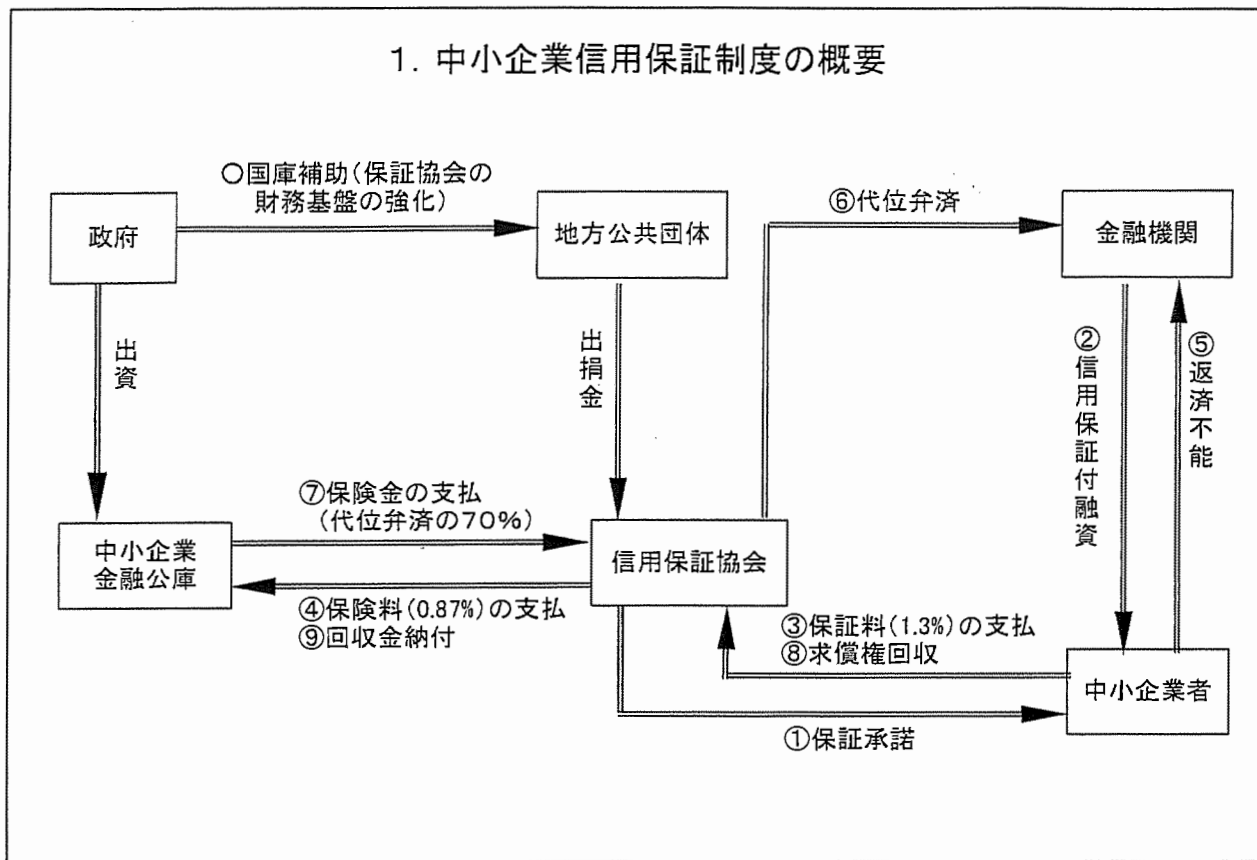 1. 中小企業信用保証制度の概要
〇国庫補助(保証協会の
財務基盤の強化)
政府
地方公共団体
⑥代位弁済
金融機関
出資
出捐金
②信用保証付融資
⑤返済不能
⑦保険金の支払
(代位弁済の70%)
中小企業
金融公庫
信用保証協会
④保険料(0.87%)の支払
⑨回収金納付
③保証料(1.3%)の支払
⑧求償権回収
中小企業者
①保証承諾